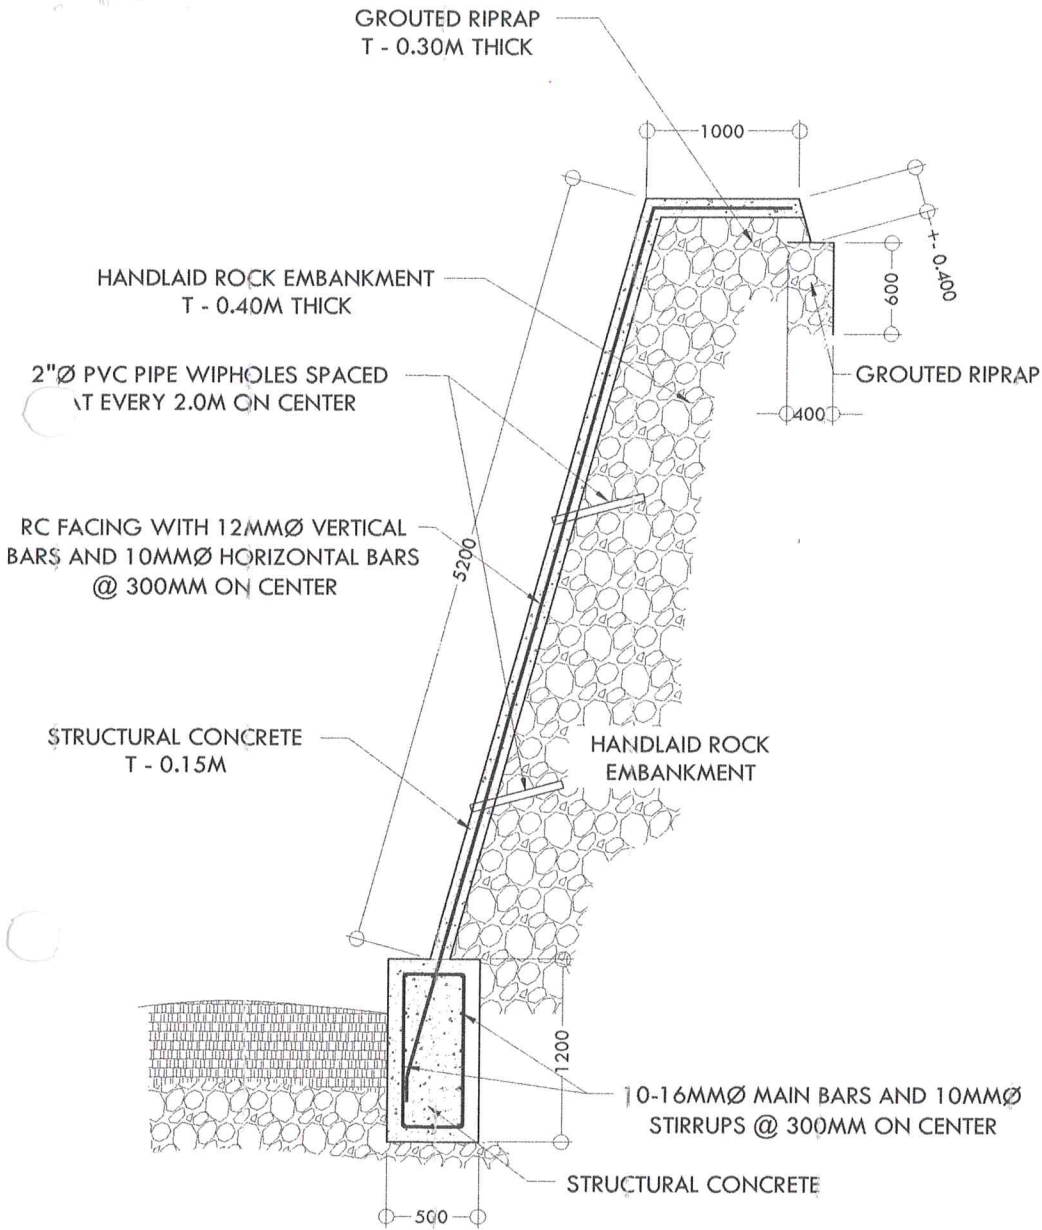 GROUTED RIPRAP
T - 0.30M THICK
1000
+- 0.400
HANDLAID ROCK EMBANKMENT
T - 0.40M THICK
600
2"Ø PVC PIPE WIPHOLES SPACED
AT EVERY 2.0M ON CENTER
GROUTED RIPRAP
400
RC FACING WITH 12MMØ VERTICAL
BARS AND 10MMØ HORIZONTAL BARS
@ 300MM ON CENTER
5200
STRUCTURAL CONCRETE
T - 0.15M
HANDLAID ROCK
EMBANKMENT
1200
10-16MMØ MAIN BARS AND 10MMØ
STIRRUPS @ 300MM ON CENTER
STRUCTURAL CONCRETE
500